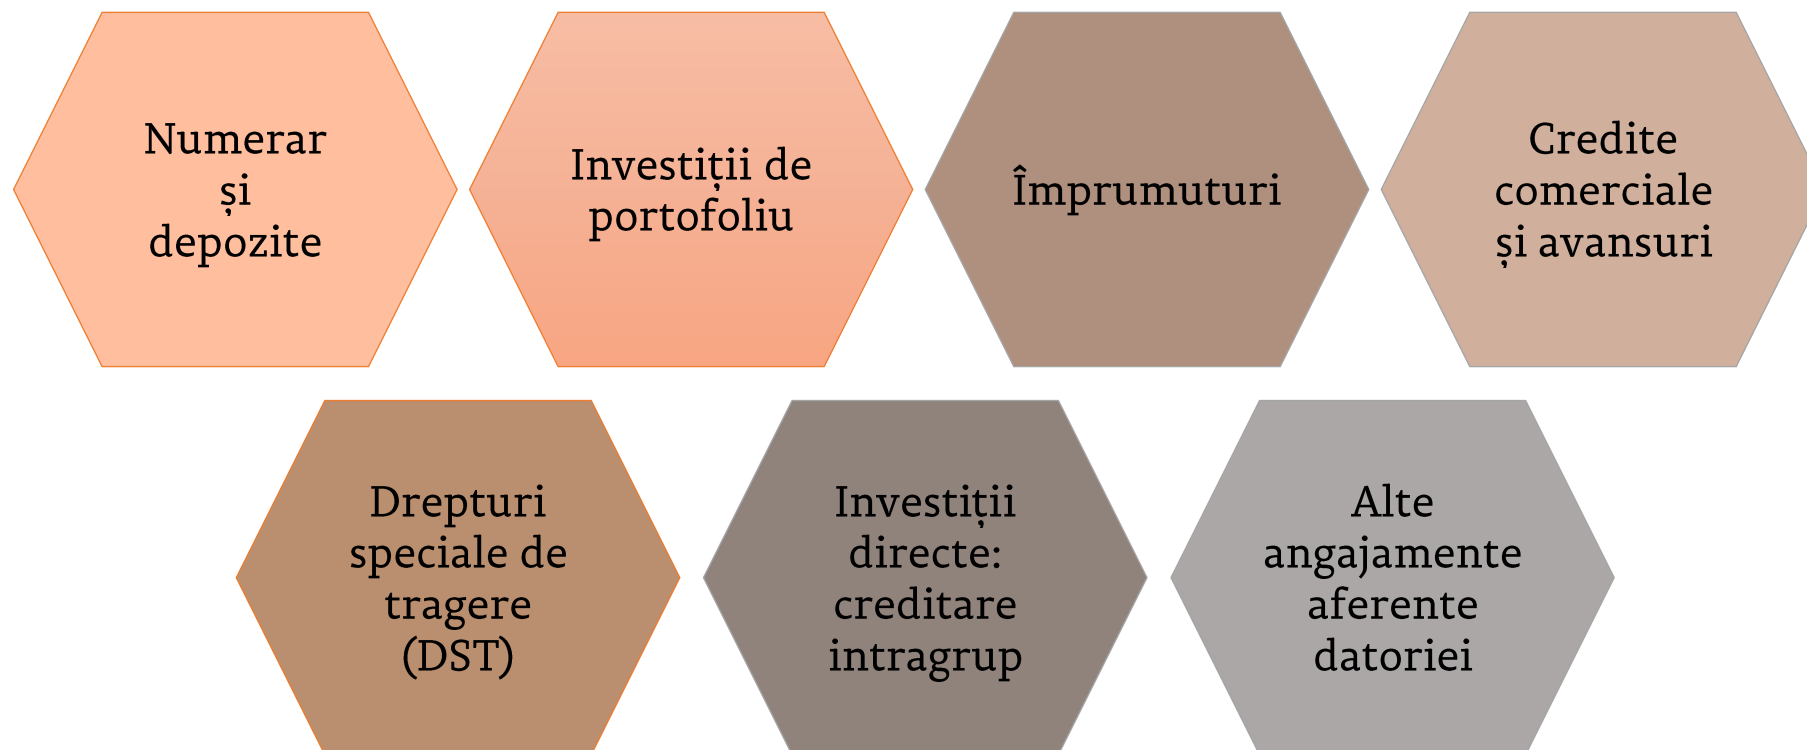 Numerar
și
depozite
Investiții de
portofoliu
Împrumuturi
Credite
comerciale
și avansuri
Drepturi
speciale de
tragere
(DST)
Investiții
directe:
creditare
intragrup
Alte
angajamente
aferente
datoriei